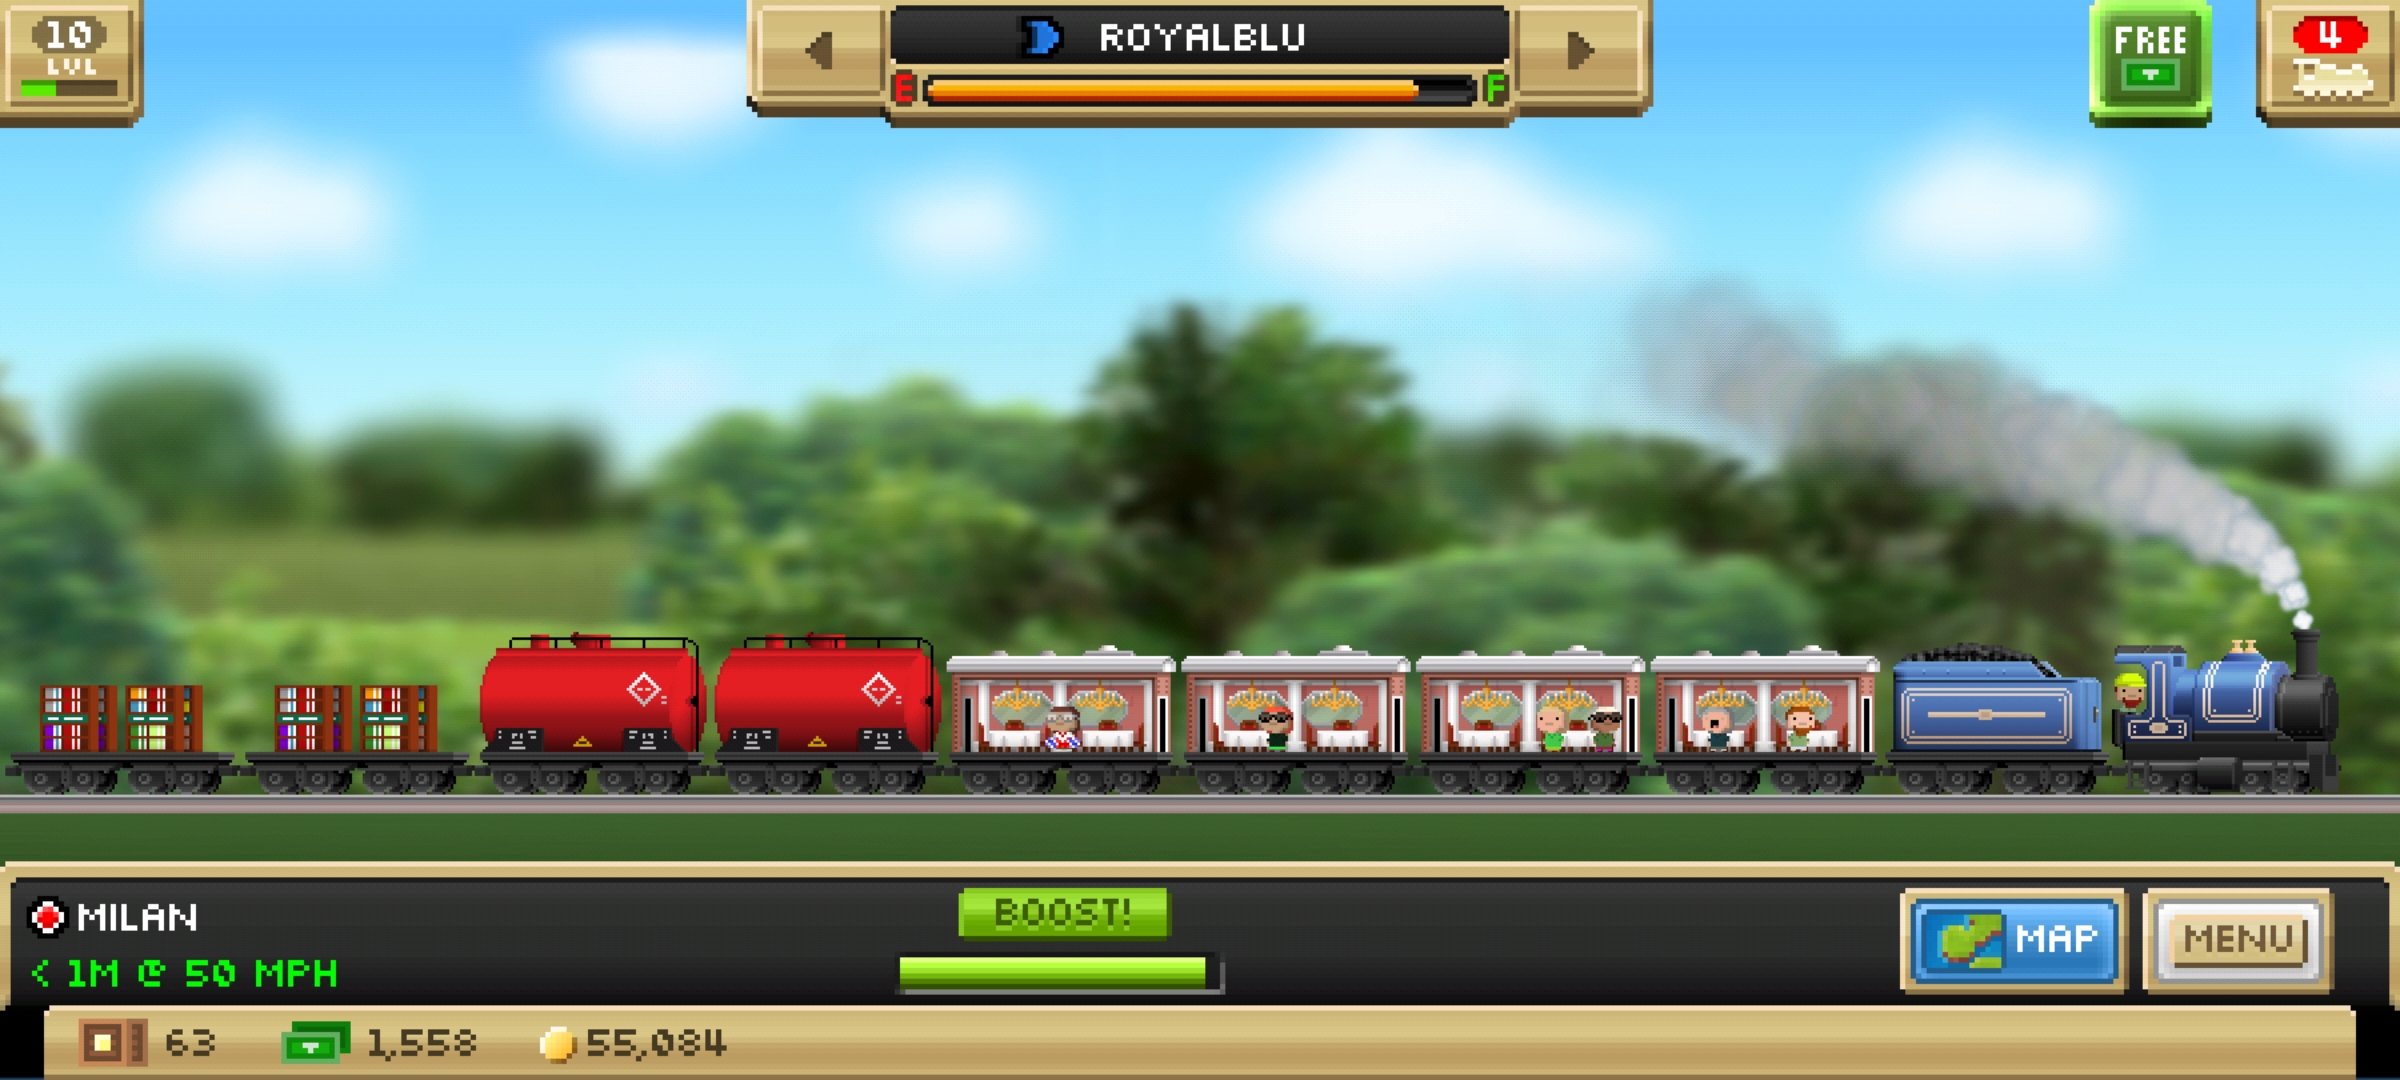 10
LVL
ROYALBLU
E F
FREE
4
MILAN
< 1M @ 50 MPH
BOOST!
MAP
MENU
63
1,558
55,084